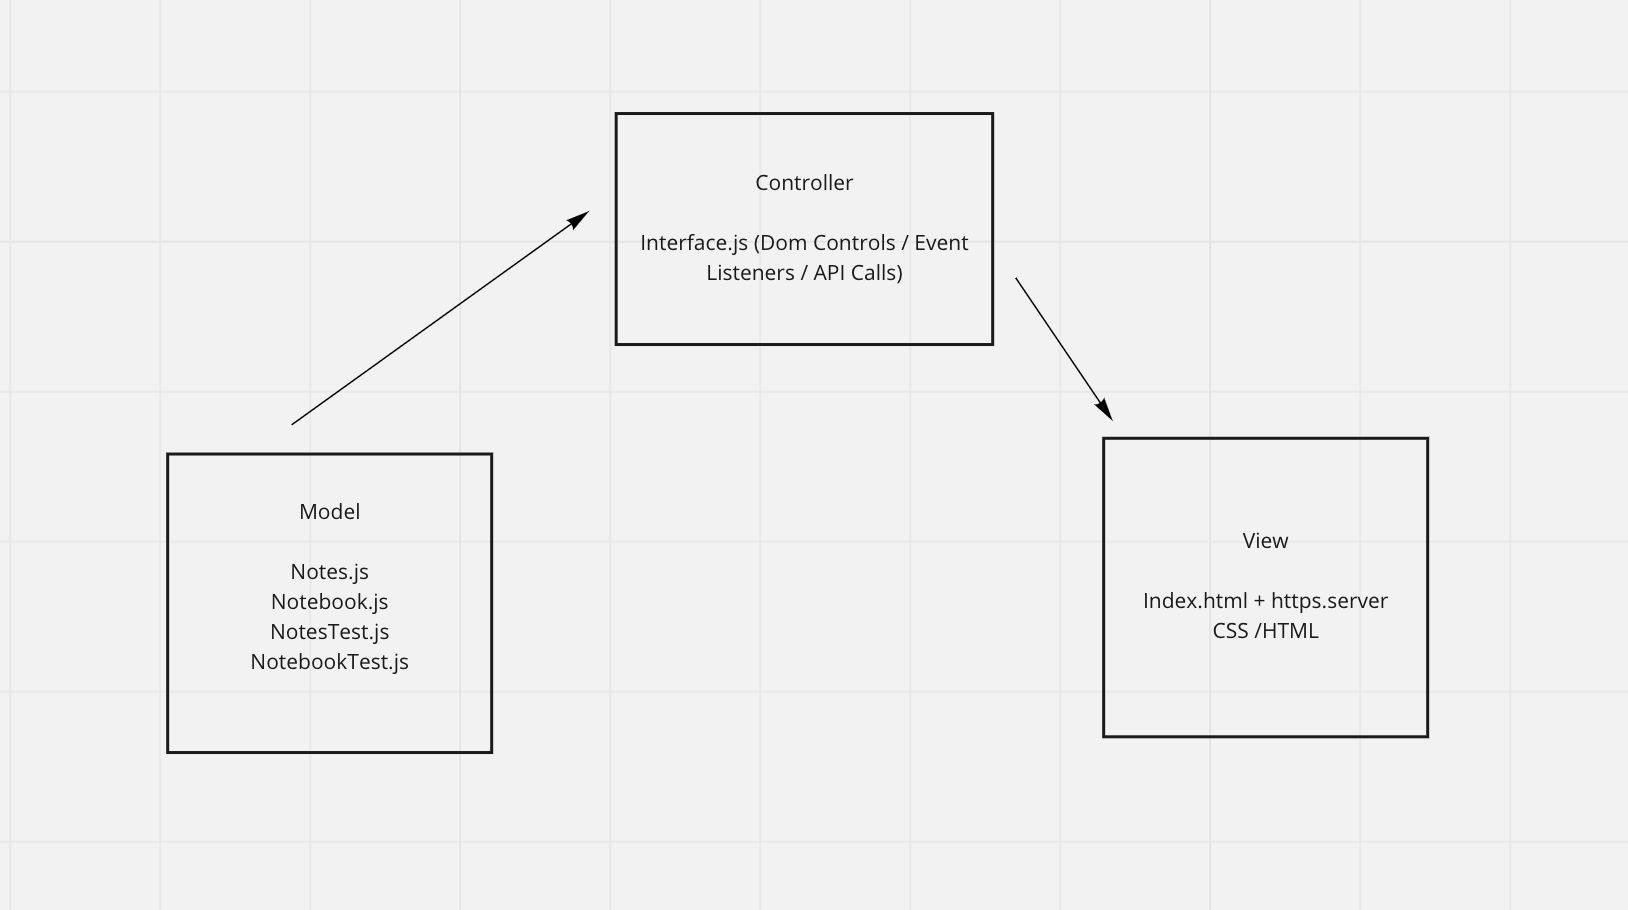 Controller
Interface.js (Dom Controls / Event
Listeners / API Calls)
Model
Notes.js
Notebook.js
NotesTest.js
NotebookTest.js
View
Index.html + https.server
CSS /HTML